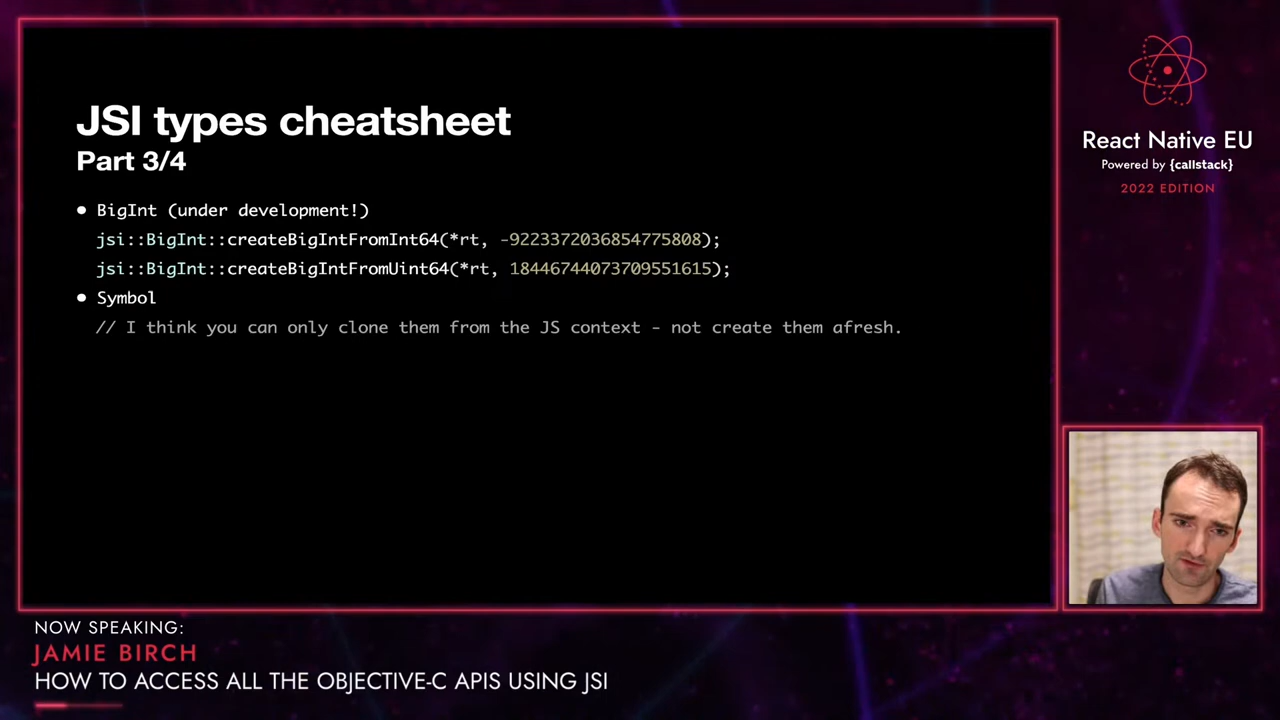 JSI types cheatsheet
Part 3/4
● BigInt (under development!)
jsi::BigInt::createBigIntFromInt64(*rt, -9223372036854775808);
jsi::BigInt::createBigIntFromUint64(*rt, 18446744073709551615);
● Symbol
// I think you can only clone them from the JS context - not create them afresh.
React Native EU
Powered by {callstack}
2022 EDITION
NOW SPEAKING:
JAMIE BIRCH
HOW TO ACCESS ALL THE OBJECTIVE-C APIS USING JSI